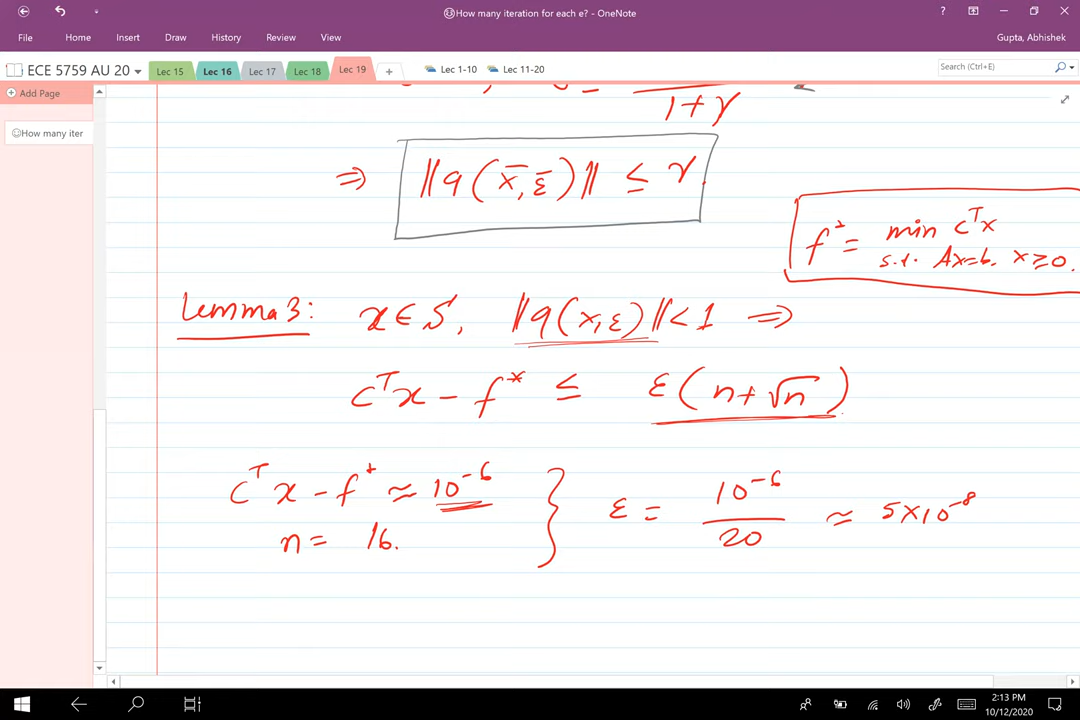 How many iteration for each e? - OneNote
Gupta, Abhishek
File Home Insert Draw History Review View
ECE 5759 AU 20 Lec 15 Lec 16 Lec 17 Lec 18 Lec 19 Lec 1-10 Lec 11-20 Search (Ctrl+E)
Add Page
How many iter
1+γ
⇒ ||q(x̄, ε̄)|| ≤ γ.
f* = min cᵀx
s.t. Ax=b, x≥0.
Lemma 3: x ∈ S, ||q(x, ε)|| < 1 ⇒
cᵀx - f* ≤ ε(n+√n).
cᵀx - f* ≈ 10⁻⁶ } ε = 10⁻⁶/20 ≈ 5×10⁻⁸
n = 16.
2:13 PM
10/12/2020